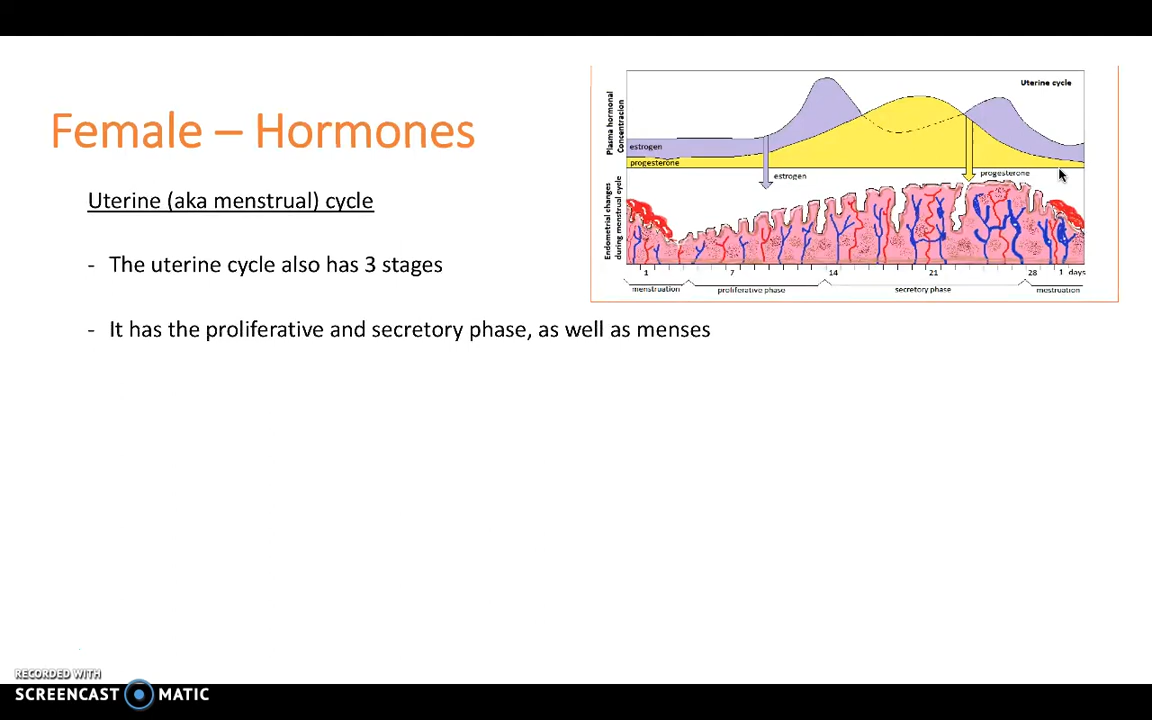 Female – Hormones
Uterine (aka menstrual) cycle
- The uterine cycle also has 3 stages
- It has the proliferative and secretory phase, as well as menses
Uterine cycle
Plasma hormonal
Concentracion
estrogen
progesterone
estrogen
progesterone
Endometrial changes
during menstrual cycle
1 7 14 21 28 1 days
menstruation proliferative phase secretory phase mestruation
RECORDED WITH
SCREENCAST MATIC